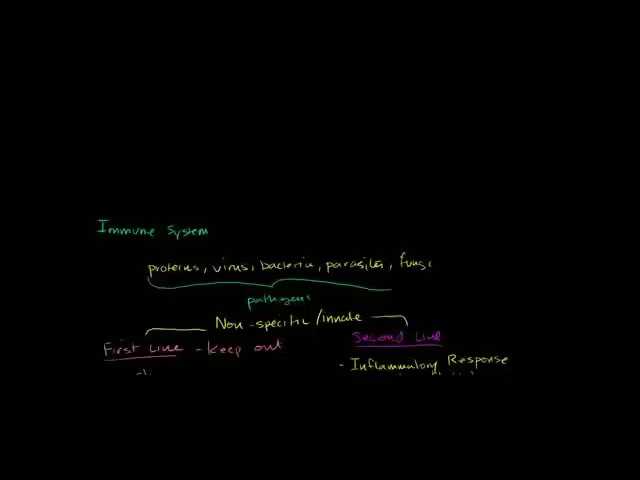 Immune System
proteins, virus, bacteria, parasites, fungi
pathogens
Non-specific/innate
First Line - Keep out
Second Line
- Inflammatory Response